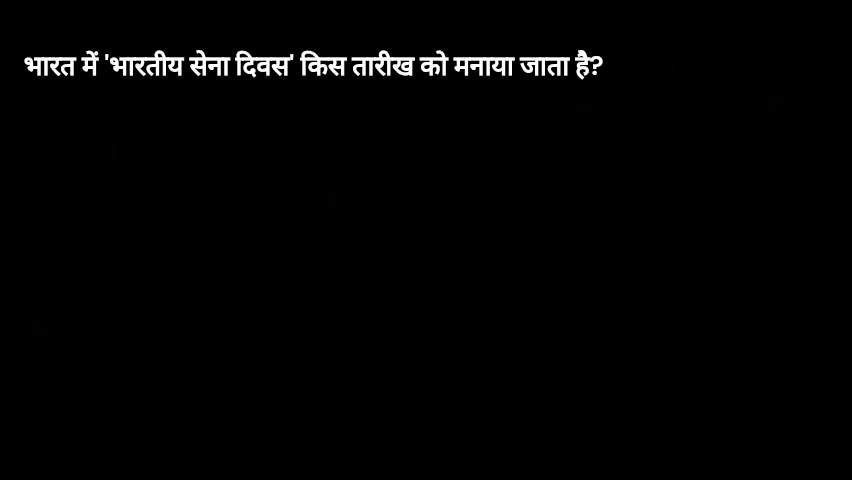 भारत में 'भारतीय सेना दिवस' किस तारीख को मनाया जाता है?